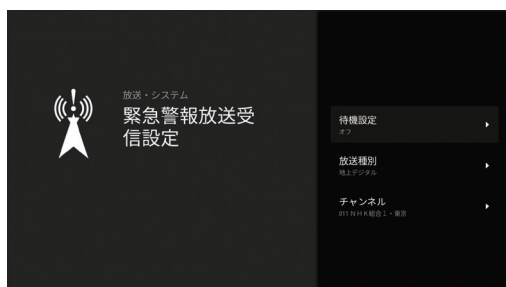 放送・システム
緊急警報放送受
信設定
待機設定
オフ
放送種別
地上デジタル
チャンネル
011 ＮＨＫ総合１・東京